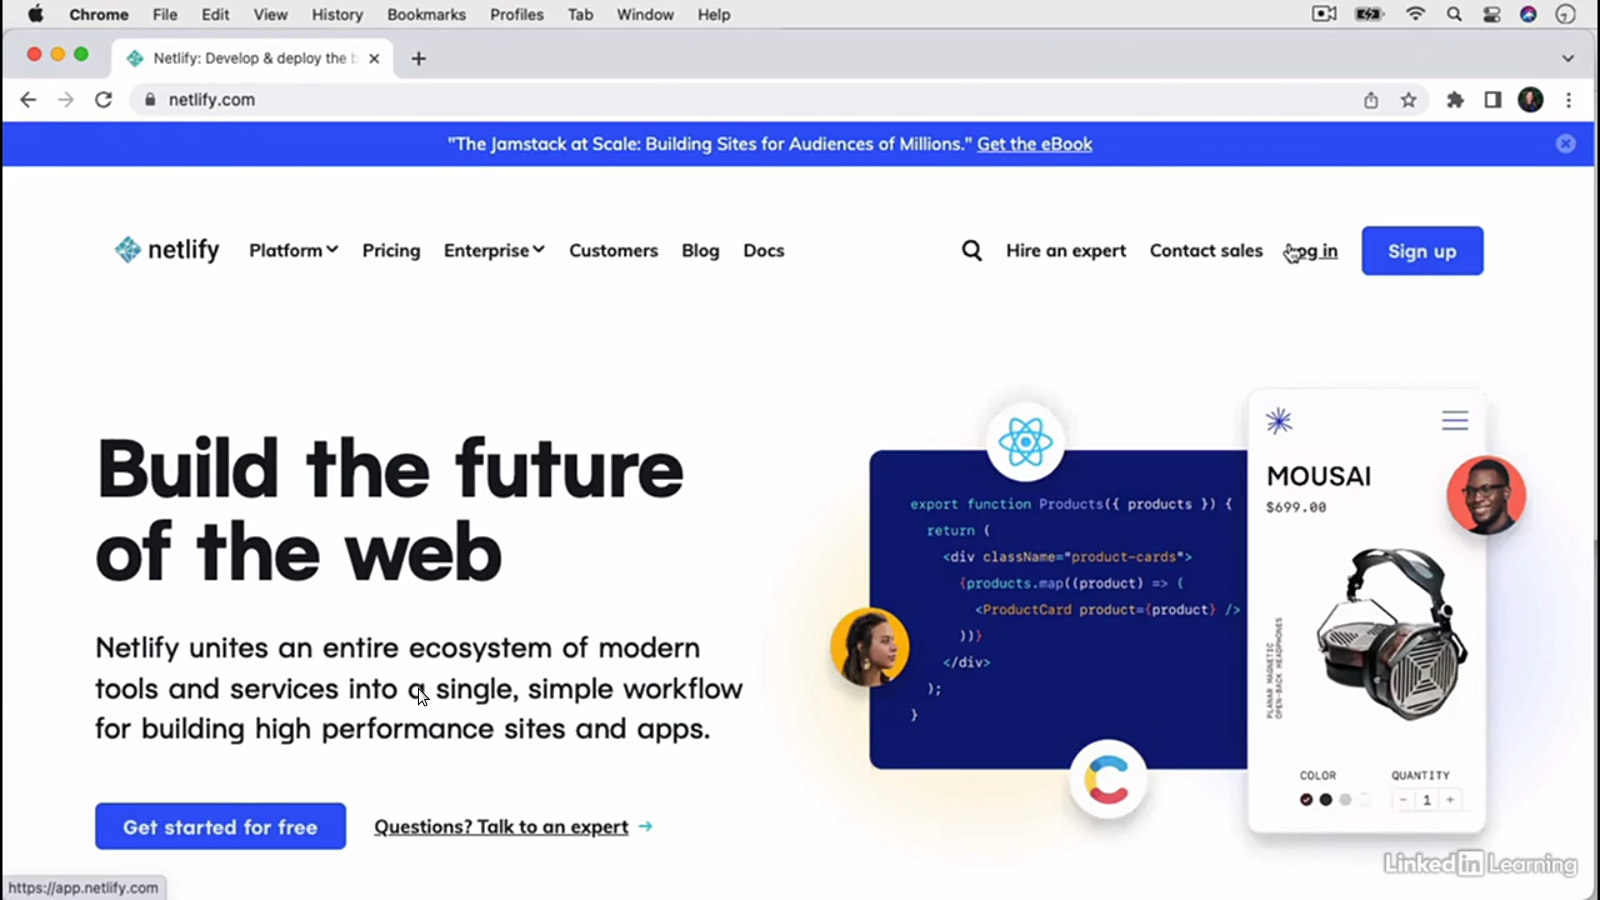 Chrome File Edit View History Bookmarks Profiles Tab Window Help
Netlify: Develop & deploy the b
netlify.com
"The Jamstack at Scale: Building Sites for Audiences of Millions." Get the eBook
netlify Platform Pricing Enterprise Customers Blog Docs Hire an expert Contact sales Log in Sign up
Build the future
of the web
Netlify unites an entire ecosystem of modern
tools and services into a single, simple workflow
for building high performance sites and apps.
Get started for free Questions? Talk to an expert →
export function Products({ products }) {
return (
<div className="product-cards">
{products.map((product) => (
<ProductCard product={product} />
))}
</div>
);
}
MOUSAI
$699.00
PLANAR MAGNETIC
OPEN-BACK HEADPHONES
COLOR QUANTITY
- 1 +
LinkedIn Learning
https://app.netlify.com